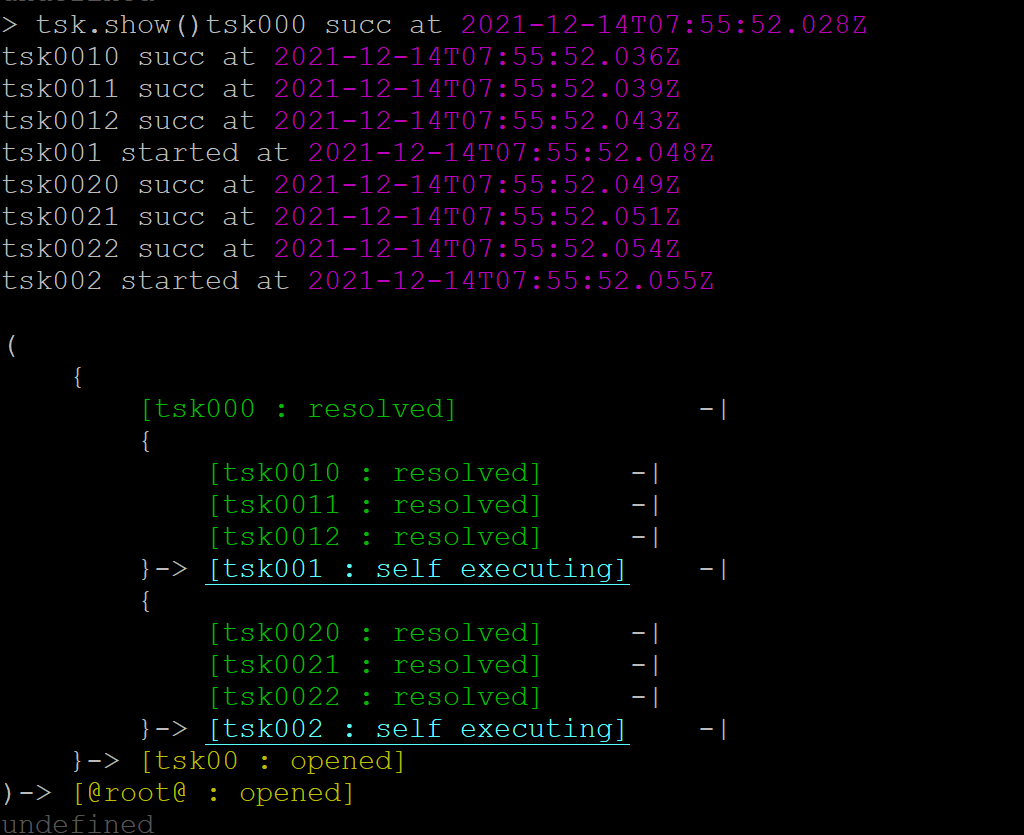 > tsk.show()tsk000 succ at 2021-12-14T07:55:52.028Z
tsk0010 succ at 2021-12-14T07:55:52.036Z
tsk0011 succ at 2021-12-14T07:55:52.039Z
tsk0012 succ at 2021-12-14T07:55:52.043Z
tsk001 started at 2021-12-14T07:55:52.048Z
tsk0020 succ at 2021-12-14T07:55:52.049Z
tsk0021 succ at 2021-12-14T07:55:52.051Z
tsk0022 succ at 2021-12-14T07:55:52.054Z
tsk002 started at 2021-12-14T07:55:52.055Z
(
{
[tsk000 : resolved] -|
{
[tsk0010 : resolved] -|
[tsk0011 : resolved] -|
[tsk0012 : resolved] -|
}-> [tsk001 : self executing] -|
{
[tsk0020 : resolved] -|
[tsk0021 : resolved] -|
[tsk0022 : resolved] -|
}-> [tsk002 : self executing] -|
}-> [tsk00 : opened]
)-> [@root@ : opened]
undefined